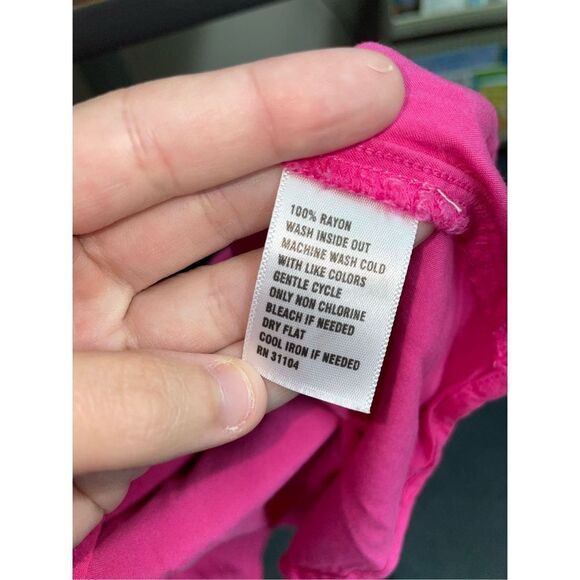 100% RAYON
WASH INSIDE OUT
MACHINE WASH COLD
WITH LIKE COLORS
GENTLE CYCLE
ONLY NON CHLORINE
BLEACH IF NEEDED
DRY FLAT
COOL IRON IF NEEDED
RN 31104